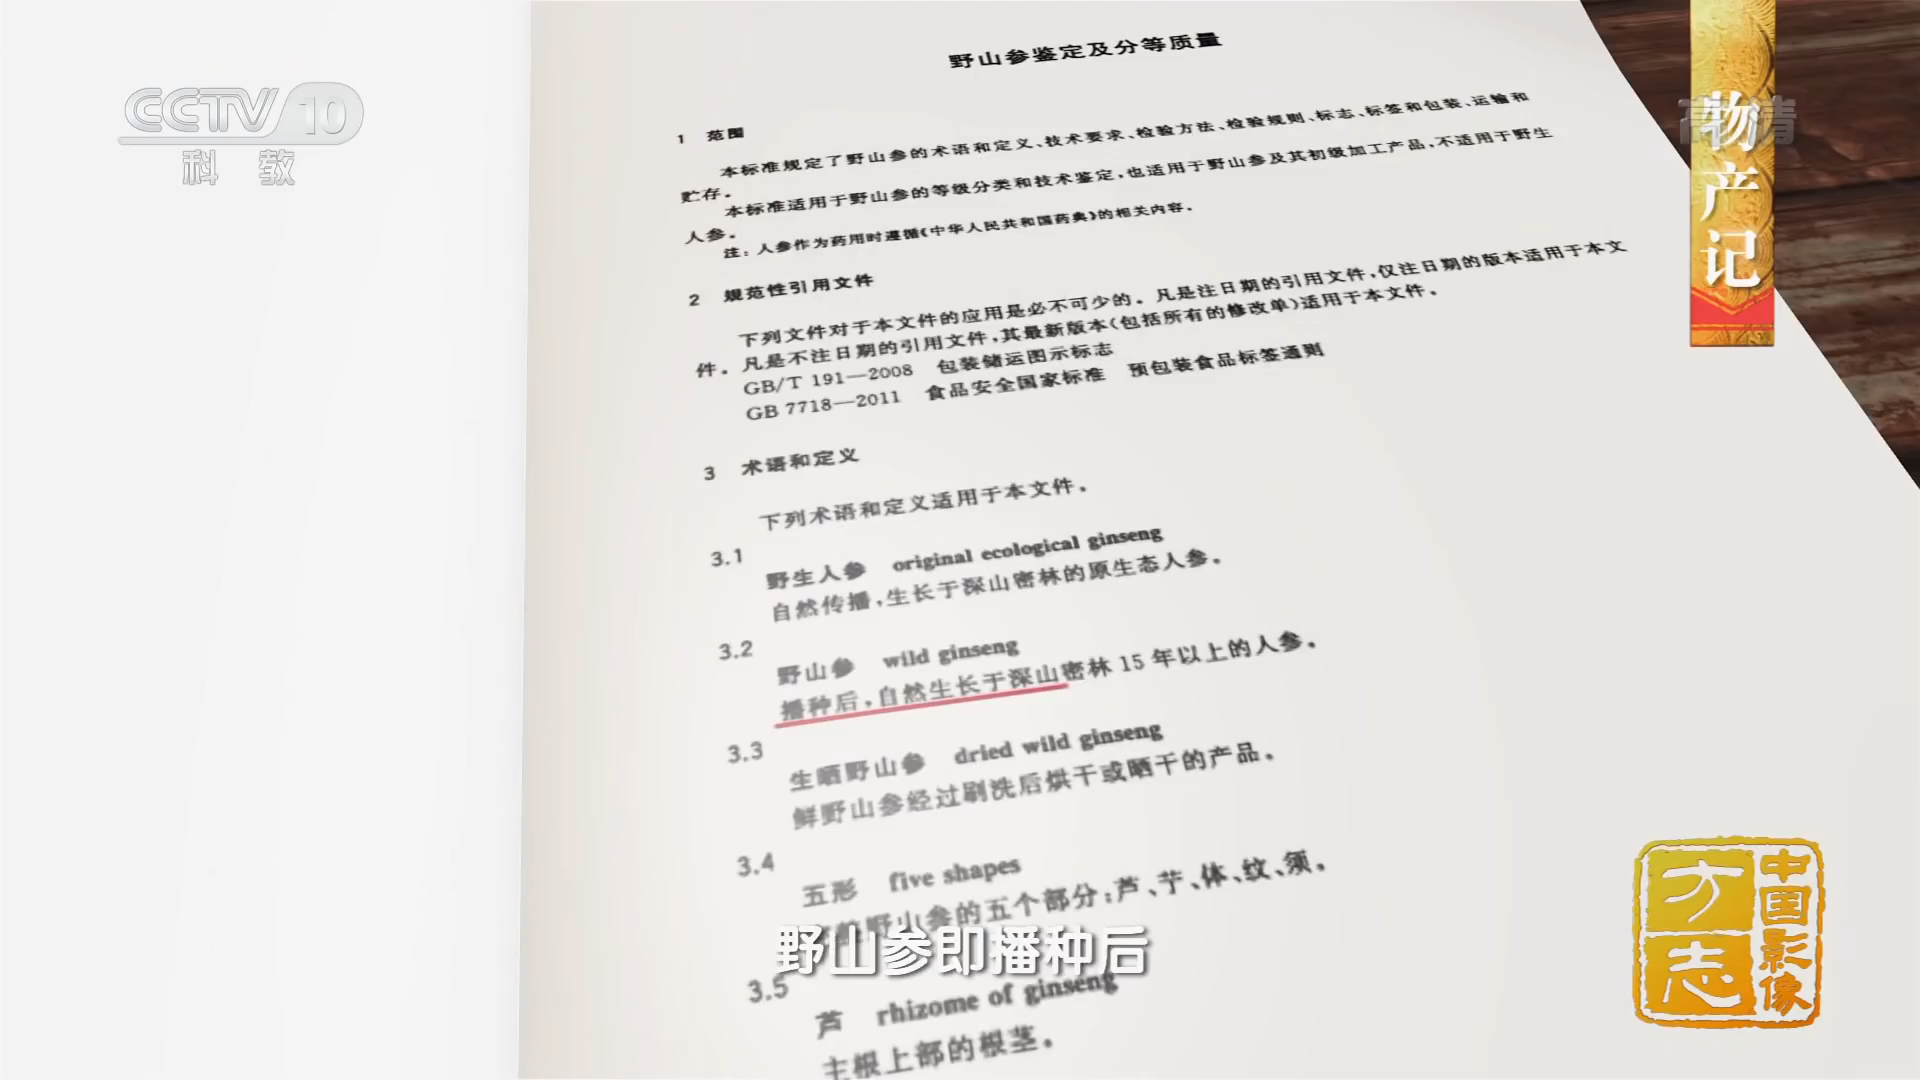 CCTV 10
科 教
高清
物产记
野山参鉴定及分等质量
1 范围
本标准规定了野山参的术语和定义、技术要求、检验方法、检验规则、标志、标签和包装、运输和
贮存。
本标准适用于野山参的等级分类和技术鉴定,也适用于野山参及其初级加工产品,不适用于野生
人参。
注:人参作为药用时遵循《中华人民共和国药典》的相关内容。
2 规范性引用文件
下列文件对于本文件的应用是必不可少的。凡是注日期的引用文件,仅注日期的版本适用于本文
件。凡是不注日期的引用文件,其最新版本(包括所有的修改单)适用于本文件。
GB/T 191—2008 包装储运图示标志
GB 7718—2011 食品安全国家标准 预包装食品标签通则
3 术语和定义
下列术语和定义适用于本文件。
3.1
野生人参 original ecological ginseng
自然传播,生长于深山密林的原生态人参。
3.2
野山参 wild ginseng
播种后,自然生长于深山密林 15 年以上的人参。
3.3
生晒野山参 dried wild ginseng
鲜野山参经过刷洗后烘干或晒干的产品。
3.4
五形 five shapes
野山参的五个部分:芦、艼、体、纹、须。
3.5
芦 rhizome of ginseng
主根上部的根茎。
野山参即播种后
中国影像
方志